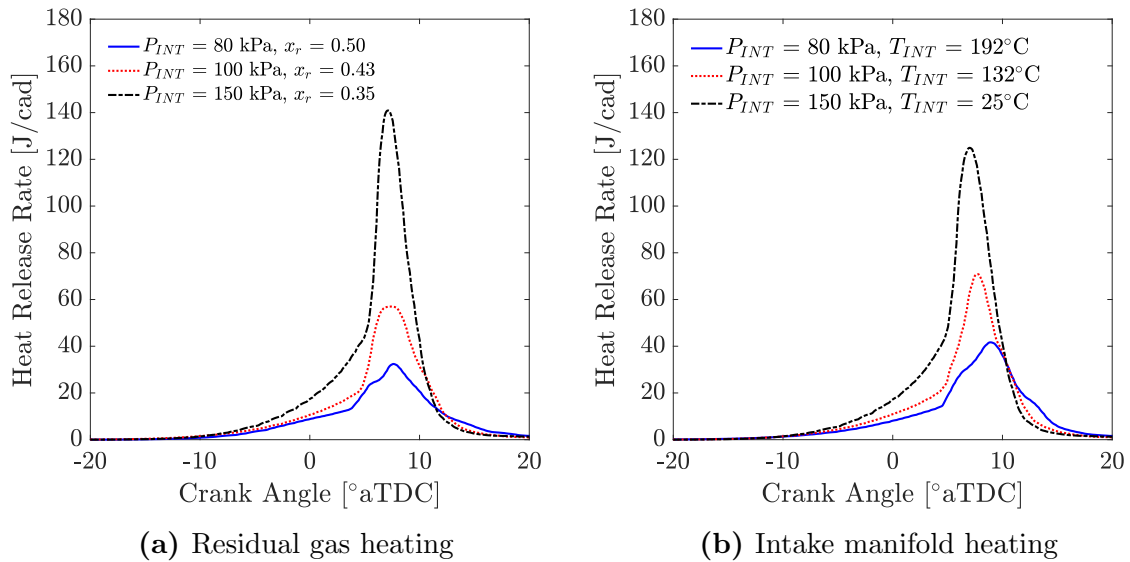 180
160
140
120
100
80
60
40
20
0
Heat Release Rate [J/cad]
P_INT = 80 kPa, x_r = 0.50
P_INT = 100 kPa, x_r = 0.43
P_INT = 150 kPa, x_r = 0.35
-20 -10 0 10 20
Crank Angle [°aTDC]
(a) Residual gas heating
180
160
140
120
100
80
60
40
20
0
Heat Release Rate [J/cad]
P_INT = 80 kPa, T_INT = 192°C
P_INT = 100 kPa, T_INT = 132°C
P_INT = 150 kPa, T_INT = 25°C
-20 -10 0 10 20
Crank Angle [°aTDC]
(b) Intake manifold heating